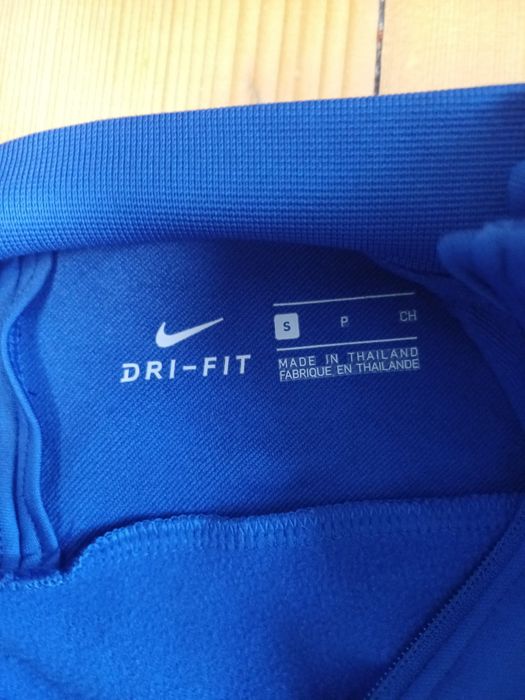 S P CH
DRI-FIT
MADE IN THAILAND
FABRIQUE EN THAILANDE